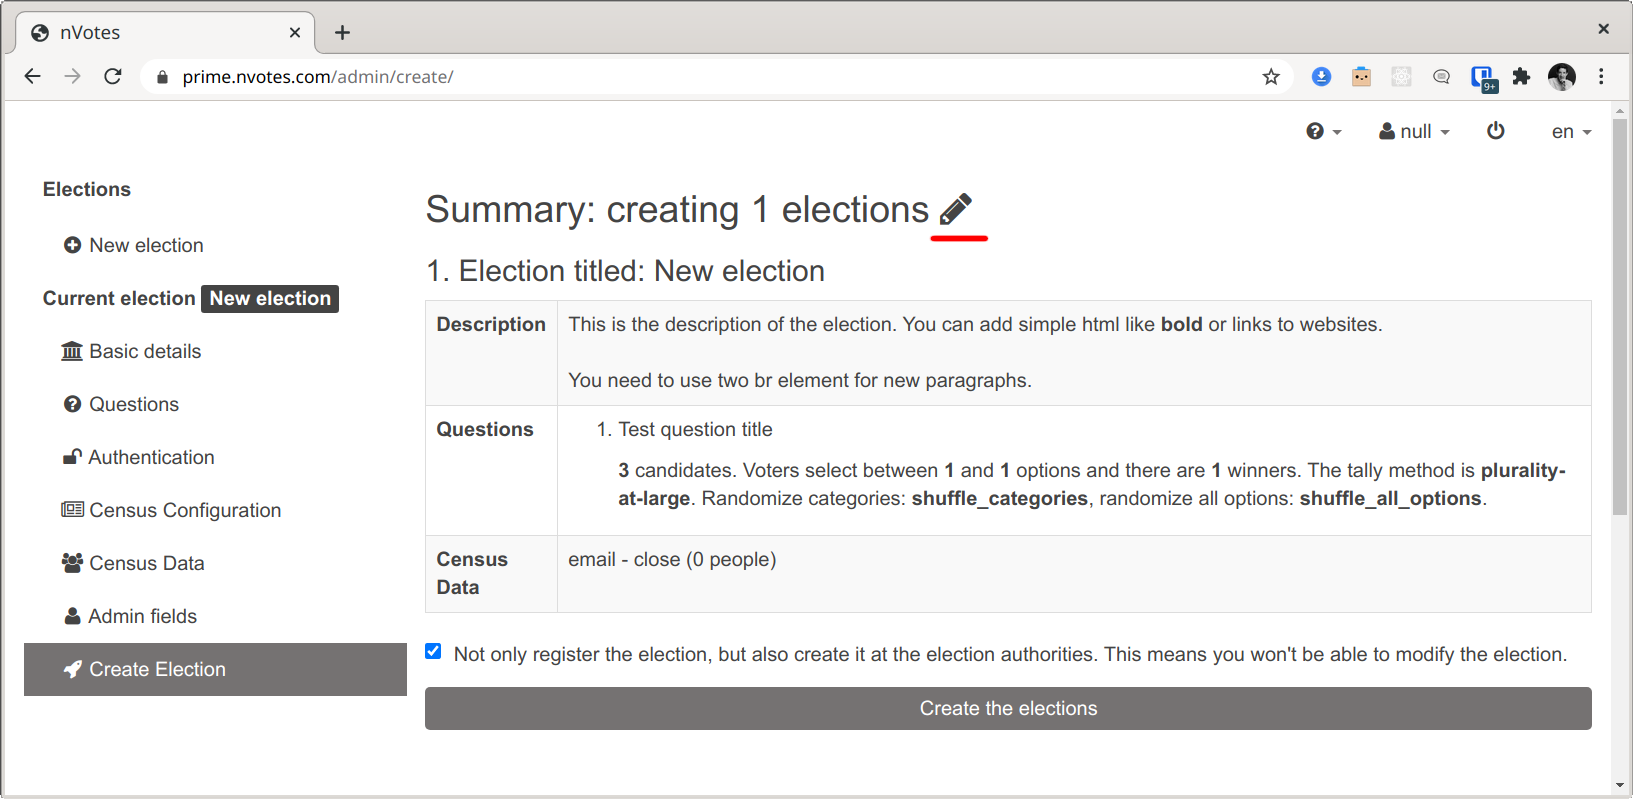 nVotes
prime.nvotes.com/admin/create/
9+
null
en
Elections
New election
Current election New election
Basic details
Questions
Authentication
Census Configuration
Census Data
Admin fields
Create Election
Summary: creating 1 elections
1. Election titled: New election
Description
This is the description of the election. You can add simple html like bold or links to websites.
You need to use two br element for new paragraphs.
Questions
1. Test question title
3 candidates. Voters select between 1 and 1 options and there are 1 winners. The tally method is plurality-
at-large. Randomize categories: shuffle_categories, randomize all options: shuffle_all_options.
Census
Data
email - close (0 people)
Not only register the election, but also create it at the election authorities. This means you won't be able to modify the election.
Create the elections